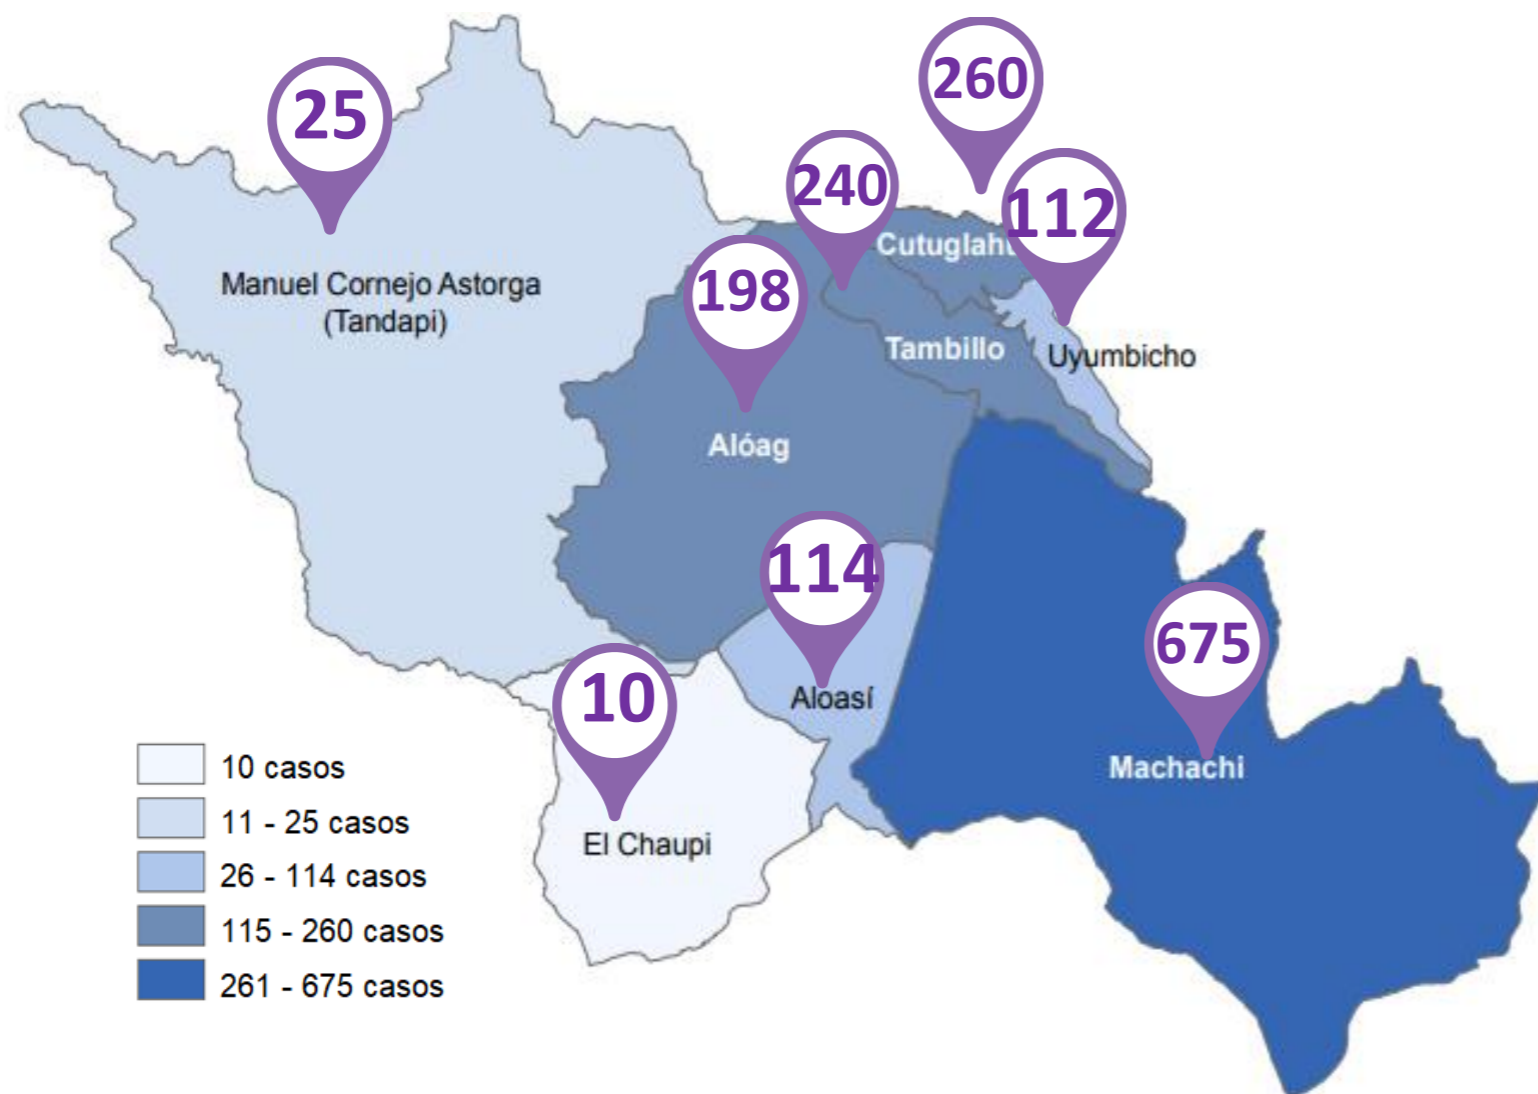 25
260
240
112
Cutuglahu
198
Manuel Cornejo Astorga
(Tandapi)
Tambillo
Uyumbicho
Alóag
114
675
10
Aloasí
Machachi
El Chaupi
10 casos
11 - 25 casos
26 - 114 casos
115 - 260 casos
261 - 675 casos